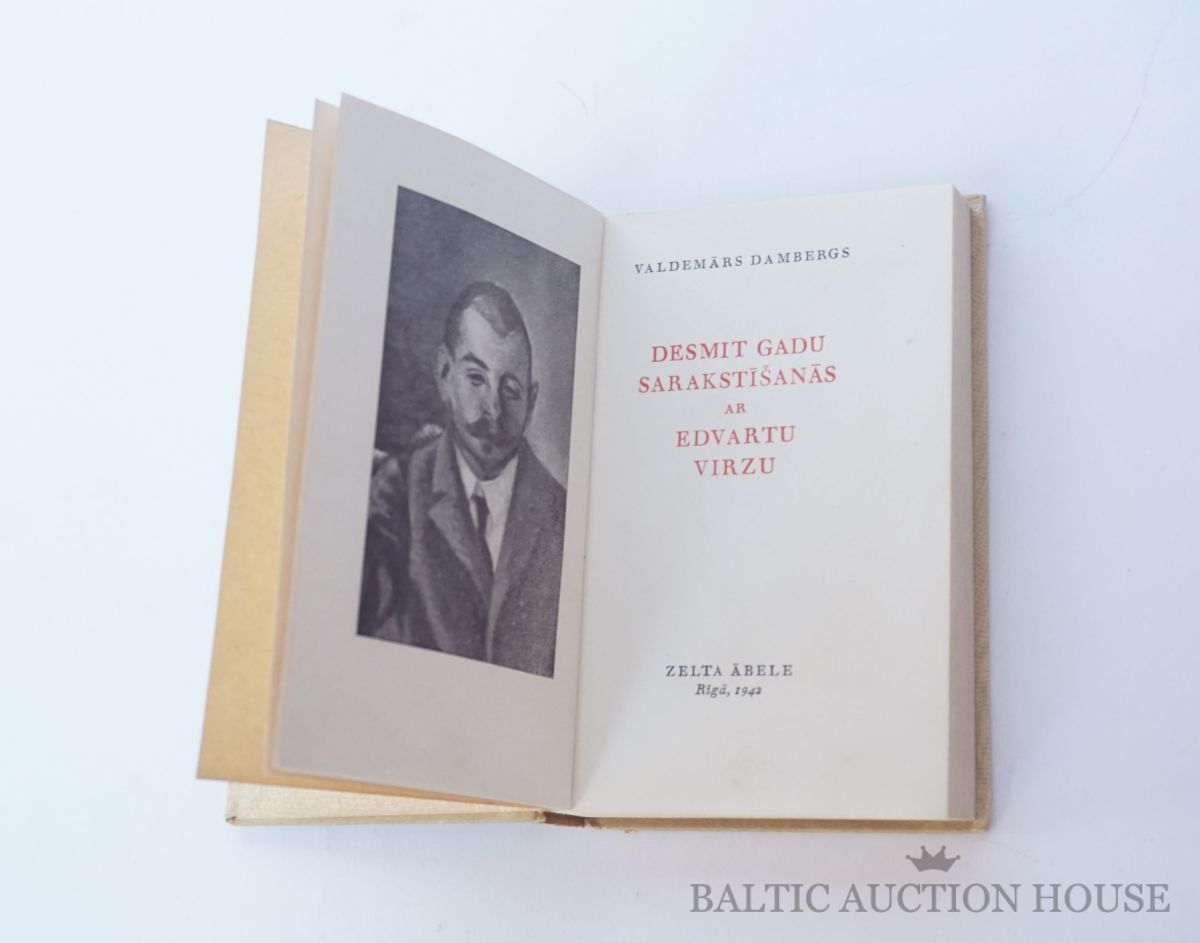 VALDEMĀRS DAMBERGS
DESMIT GADU
SARAKSTĪŠANĀS
AR
EDVARTU
VIRZU
ZELTA ĀBELE
Rīgā, 1942
BALTIC AUCTION HOUSE